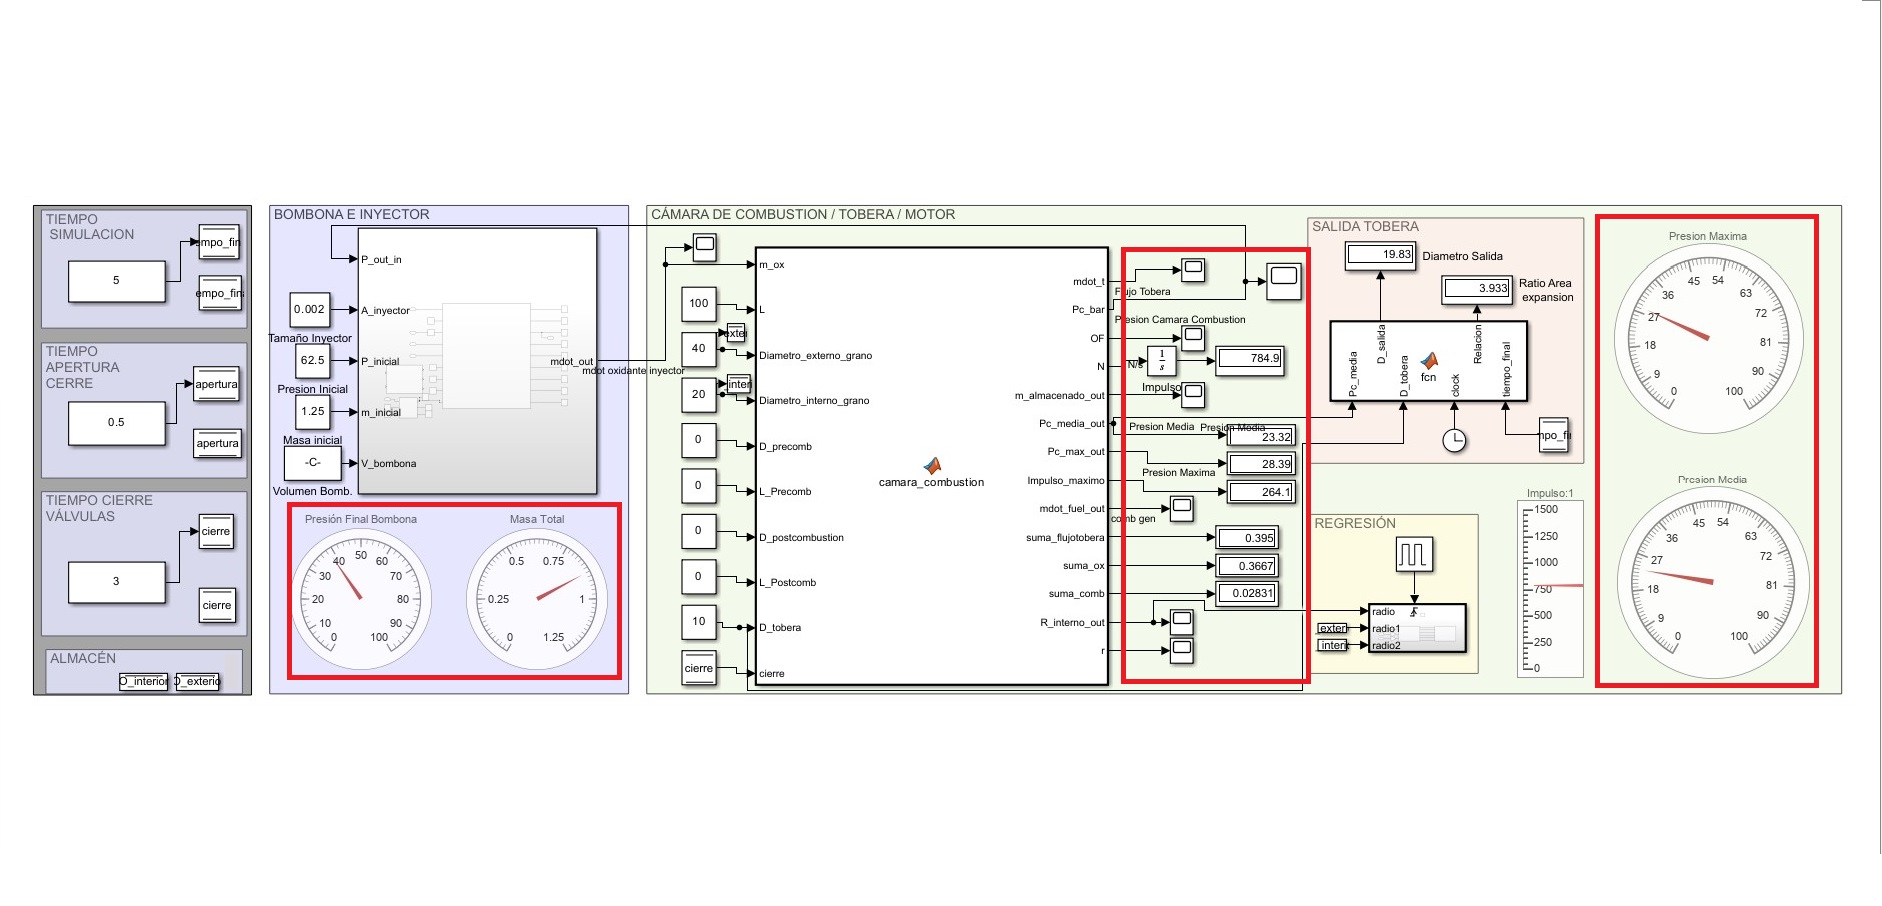 TIEMPO
SIMULACION
5
empo_fin
TIEMPO
APERTURA
CERRE
0.5
apertura
apertura
TIEMPO CIERRE
VÁLVULAS
3
cierre
cierre
ALMACÉN
O_interior
BOMBONA E INYECTOR
P_out_in
0.002
A_inyector
Tamaño Inyector
62.5
P_inicial
Presion Inicial
1.25
m_inicial
Masa inicial
-C-
V_bombona
Volumen Bomb.
mdot_out
mdot oxidante inyector
Presión Final Bombona
0
10
20
30
40
50
60
70
80
90
100
Masa Total
0
0.25
0.5
0.75
1
1.25
CÁMARA DE COMBUSTION / TOBERA / MOTOR
m_ox
100
L
40
Diametro_externo_grano
20
Diametro_interno_grano
0
D_precomb
0
L_Precomb
0
D_postcombustion
0
L_Postcomb
10
D_tobera
cierre
cierre
camara_combustion
mdot_t
Pc_bar
OF
N
m_almacenado_out
Pc_media_out
Pc_max_out
Impulso_maximo
mdot_fuel_out
suma_flujotobera
suma_ox
suma_comb
R_interno_out
r
Flujo Tobera
Presion Camara Combustion
N/s
1
s
784.9
Impulso
Presion Media
Presion Media
23.32
28.39
Presion Maxima
264.1
comb gen
0.395
0.3667
0.02831
SALIDA TOBERA
19.83
Diametro Salida
3.933
Ratio Area
expansion
D_salida
Relacion
fcn
Pc_media
D_tobera
clock
tiempo_final
REGRESIÓN
radio
radio1
radio2
Impulso:1
1500
1250
1000
750
500
250
0
Presion Maxima
0
9
18
27
36
45
54
63
72
81
90
100
Presion Media
0
9
18
27
36
45
54
63
72
81
90
100